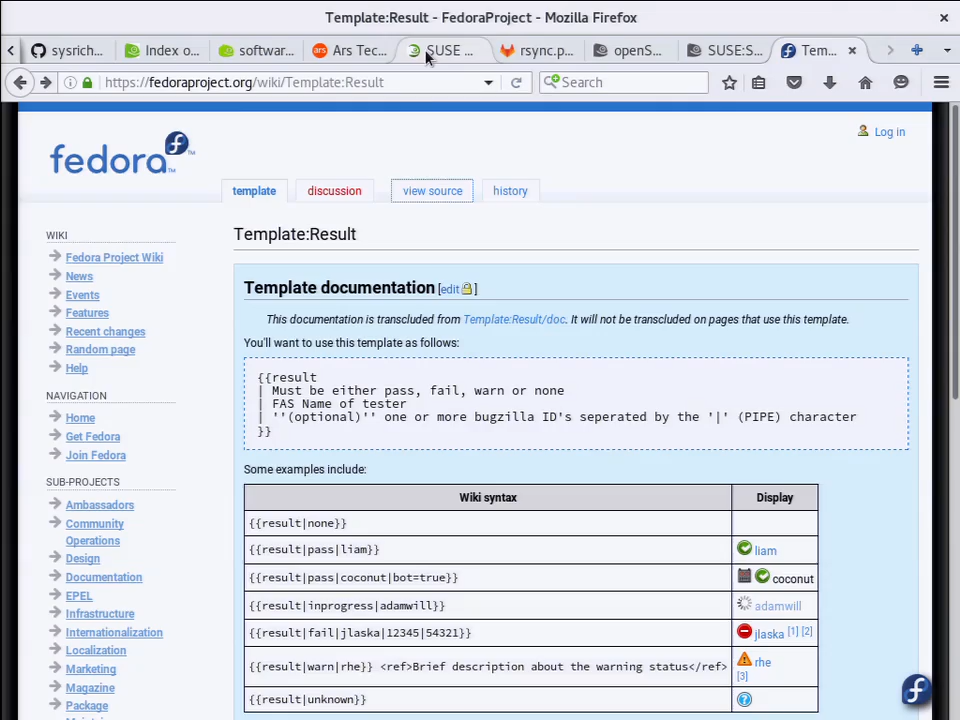 Template:Result - FedoraProject - Mozilla Firefox
sysrich...
Index o...
softwar...
Ars Tec...
SUSE ...
rsync.p...
openS...
SUSE:S...
Tem...
https://fedoraproject.org/wiki/Template:Result
Search
Log in
fedora
template
discussion
view source
history
WIKI
Fedora Project Wiki
News
Events
Features
Recent changes
Random page
Help
NAVIGATION
Home
Get Fedora
Join Fedora
SUB-PROJECTS
Ambassadors
Community
Operations
Design
Documentation
EPEL
Infrastructure
Internationalization
Localization
Marketing
Magazine
Package
Template:Result
Template documentation [edit ]
This documentation is transcluded from Template:Result/doc. It will not be transcluded on pages that use this template.
You'll want to use this template as follows:
{{result
| Must be either pass, fail, warn or none
| FAS Name of tester
| ''(optional)'' one or more bugzilla ID's seperated by the '|' (PIPE) character
}}
Some examples include:
Wiki syntax Display
{{result|none}}
{{result|pass|liam}} liam
{{result|pass|coconut|bot=true}} coconut
{{result|inprogress|adamwill}} adamwill
{{result|fail|jlaska|12345|54321}} jlaska [1] [2]
{{result|warn|rhe}} <ref>Brief description about the warning status</ref> rhe
[3]
{{result|unknown}}